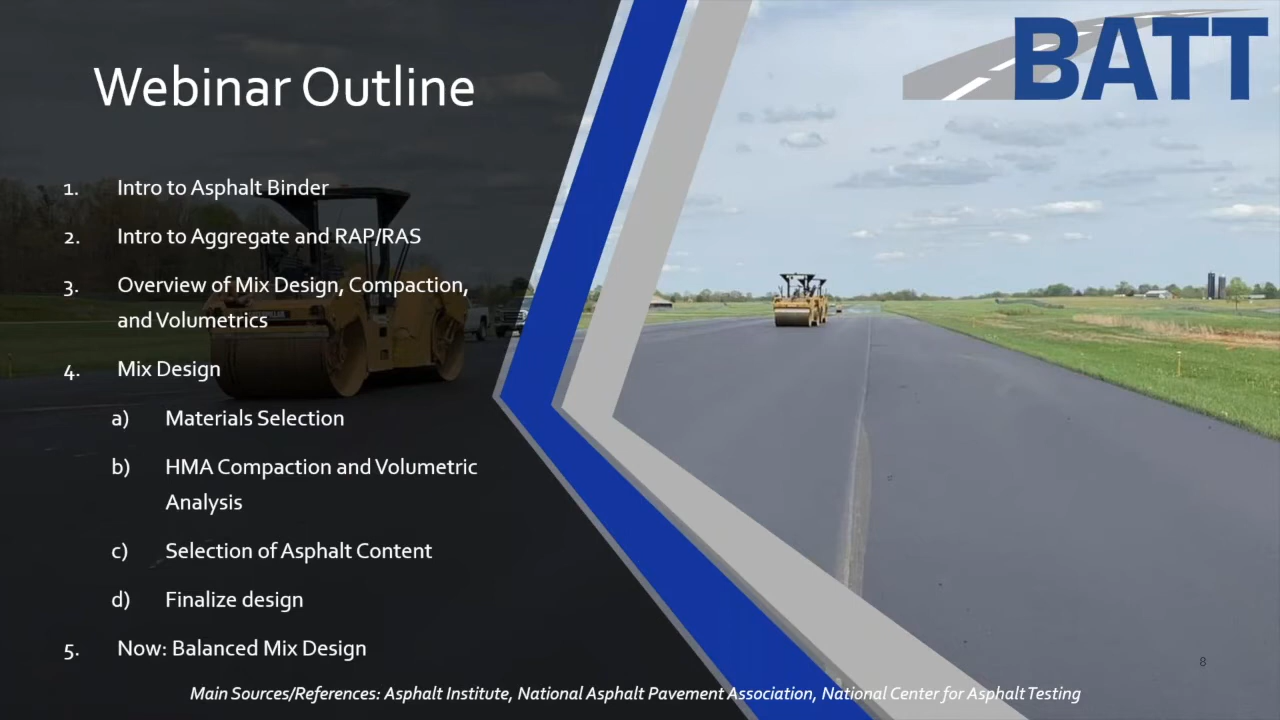 BATT
Webinar Outline
1. Intro to Asphalt Binder
2. Intro to Aggregate and RAP/RAS
3. Overview of Mix Design, Compaction,
and Volumetrics
4. Mix Design
a) Materials Selection
b) HMA Compaction and Volumetric
Analysis
c) Selection of Asphalt Content
d) Finalize design
5. Now: Balanced Mix Design
8
Main Sources/References: Asphalt Institute, National Asphalt Pavement Association, National Center for Asphalt Testing